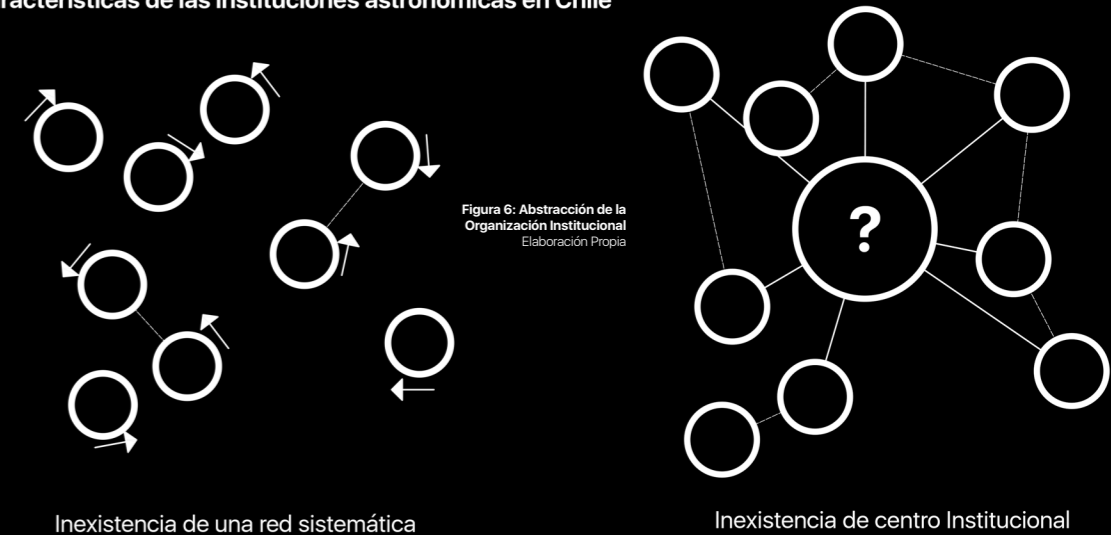 de las instituciones astronómicas en Chile
Figura 6: Abstracción de la
Organización Institucional
Elaboración Propia
?
Inexistencia de una red sistemática
Inexistencia de centro Institucional